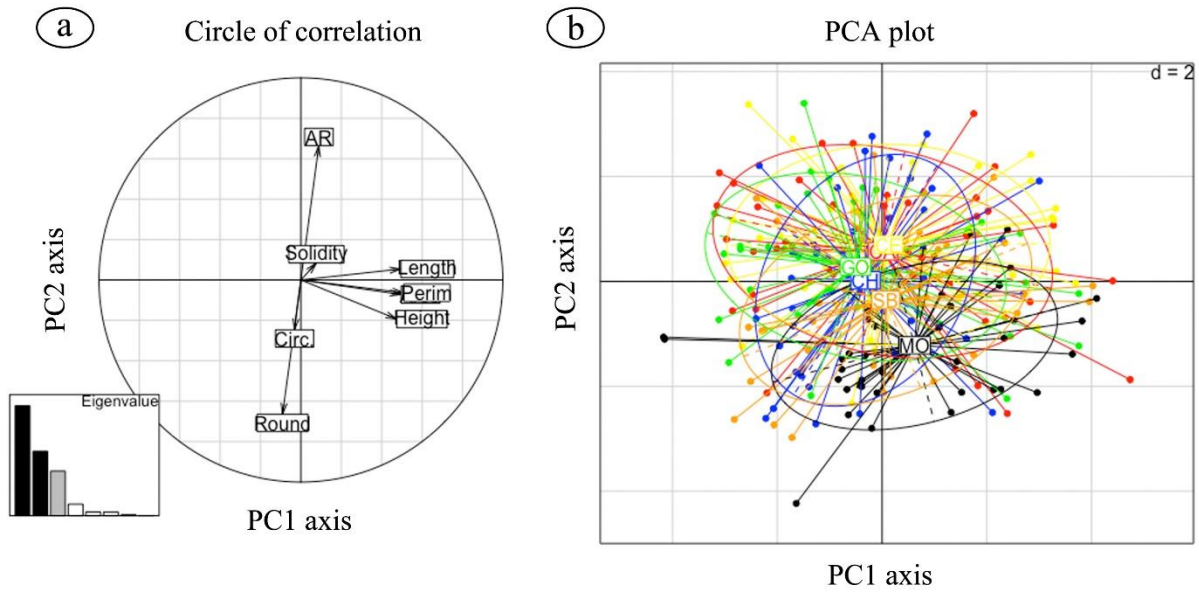 a
Circle of correlation
AR
Solidity
Length
Perim
Height
Circ.
Round
PC2 axis
Eigenvalue
PC1 axis
b
PCA plot
d = 2
CE
GO
CH
SB
MO
PC2 axis
PC1 axis